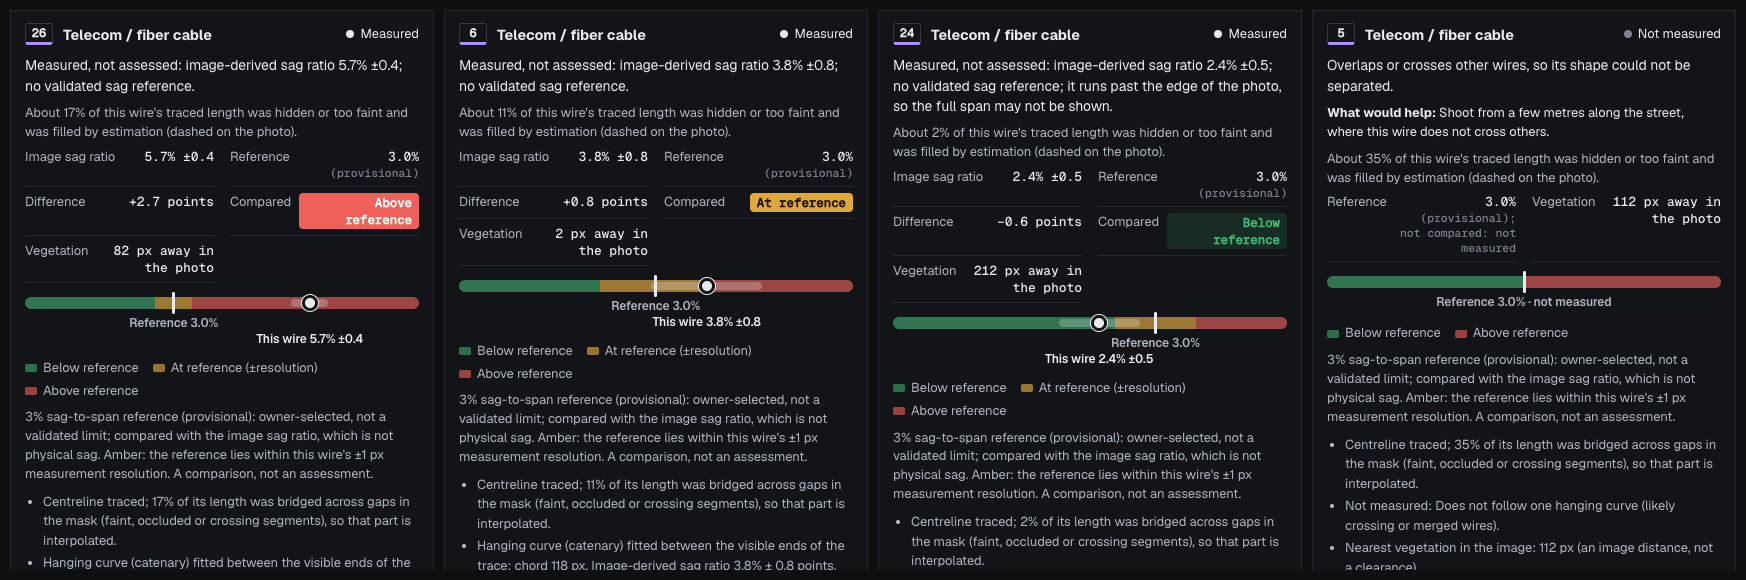 26 Telecom / fiber cable Measured
Measured, not assessed: image-derived sag ratio 5.7% ±0.4;
no validated sag reference.
About 17% of this wire's traced length was hidden or too faint and
was filled by estimation (dashed on the photo).
Image sag ratio 5.7% ±0.4 Reference 3.0%
(provisional)
Difference +2.7 points Compared Above
reference
Vegetation 82 px away in
the photo
Reference 3.0%
This wire 5.7% ±0.4
Below reference At reference (±resolution)
Above reference
3% sag-to-span reference (provisional): owner-selected, not a
validated limit; compared with the image sag ratio, which is not
physical sag. Amber: the reference lies within this wire's ±1 px
measurement resolution. A comparison, not an assessment.
• Centreline traced; 17% of its length was bridged across gaps in
the mask (faint, occluded or crossing segments), so that part is
interpolated.
• Hanging curve (catenary) fitted between the visible ends of the
6 Telecom / fiber cable Measured
Measured, not assessed: image-derived sag ratio 3.8% ±0.8;
no validated sag reference.
About 11% of this wire's traced length was hidden or too faint and
was filled by estimation (dashed on the photo).
Image sag ratio 3.8% ±0.8 Reference 3.0%
(provisional)
Difference +0.8 points Compared At reference
Vegetation 2 px away in
the photo
Reference 3.0%
This wire 3.8% ±0.8
Below reference At reference (±resolution)
Above reference
3% sag-to-span reference (provisional): owner-selected, not a
validated limit; compared with the image sag ratio, which is not
physical sag. Amber: the reference lies within this wire's ±1 px
measurement resolution. A comparison, not an assessment.
• Centreline traced; 11% of its length was bridged across gaps in
the mask (faint, occluded or crossing segments), so that part is
interpolated.
• Hanging curve (catenary) fitted between the visible ends of the
trace: chord 118 px. Image-derived sag ratio 3.8% ± 0.8 points.
24 Telecom / fiber cable Measured
Measured, not assessed: image-derived sag ratio 2.4% ±0.5;
no validated sag reference; it runs past the edge of the photo,
so the full span may not be shown.
About 2% of this wire's traced length was hidden or too faint and
was filled by estimation (dashed on the photo).
Image sag ratio 2.4% ±0.5 Reference 3.0%
(provisional)
Difference −0.6 points Compared Below
reference
Vegetation 212 px away in
the photo
Reference 3.0%
This wire 2.4% ±0.5
Below reference At reference (±resolution)
Above reference
3% sag-to-span reference (provisional): owner-selected, not a
validated limit; compared with the image sag ratio, which is not
physical sag. Amber: the reference lies within this wire's ±1 px
measurement resolution. A comparison, not an assessment.
• Centreline traced; 2% of its length was bridged across gaps in
the mask (faint, occluded or crossing segments), so that part is
interpolated.
5 Telecom / fiber cable Not measured
Overlaps or crosses other wires, so its shape could not be
separated.
What would help: Shoot from a few metres along the street,
where this wire does not cross others.
About 35% of this wire's traced length was hidden or too faint and
was filled by estimation (dashed on the photo).
Reference 3.0% Vegetation 112 px away in
(provisional); the photo
not compared: not
measured
Reference 3.0% · not measured
Below reference Above reference
3% sag-to-span reference (provisional): owner-selected, not a
validated limit; compared with the image sag ratio, which is not
physical sag. Amber: the reference lies within this wire's ±1 px
measurement resolution. A comparison, not an assessment.
• Centreline traced; 35% of its length was bridged across gaps in
the mask (faint, occluded or crossing segments), so that part is
interpolated.
• Not measured: Does not follow one hanging curve (likely
crossing or merged wires).
• Nearest vegetation in the image: 112 px (an image distance, not
a clearance)